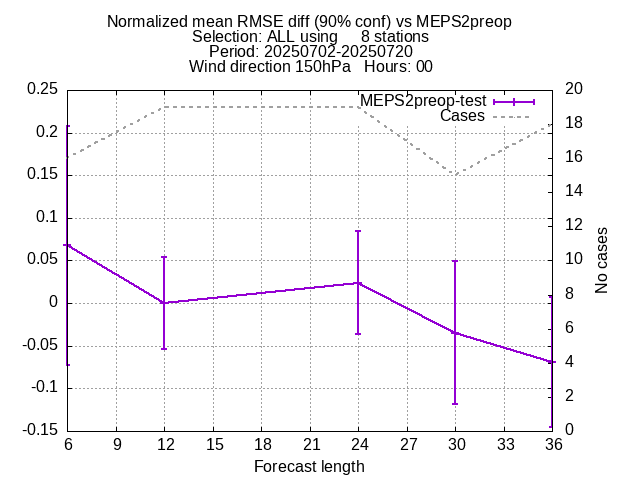 Normalized mean RMSE diff (90% conf) vs MEPS2preop
Selection: ALL using     8 stations
Period: 20250702-20250720
Wind direction 150hPa   Hours: 00
MEPS2preop-test
Cases
0.25
0.2
0.15
0.1
0.05
0
-0.05
-0.1
-0.15
20
18
16
14
12
10
8
6
4
2
0
No cases
6 9 12 15 18 21 24 27 30 33 36
Forecast length